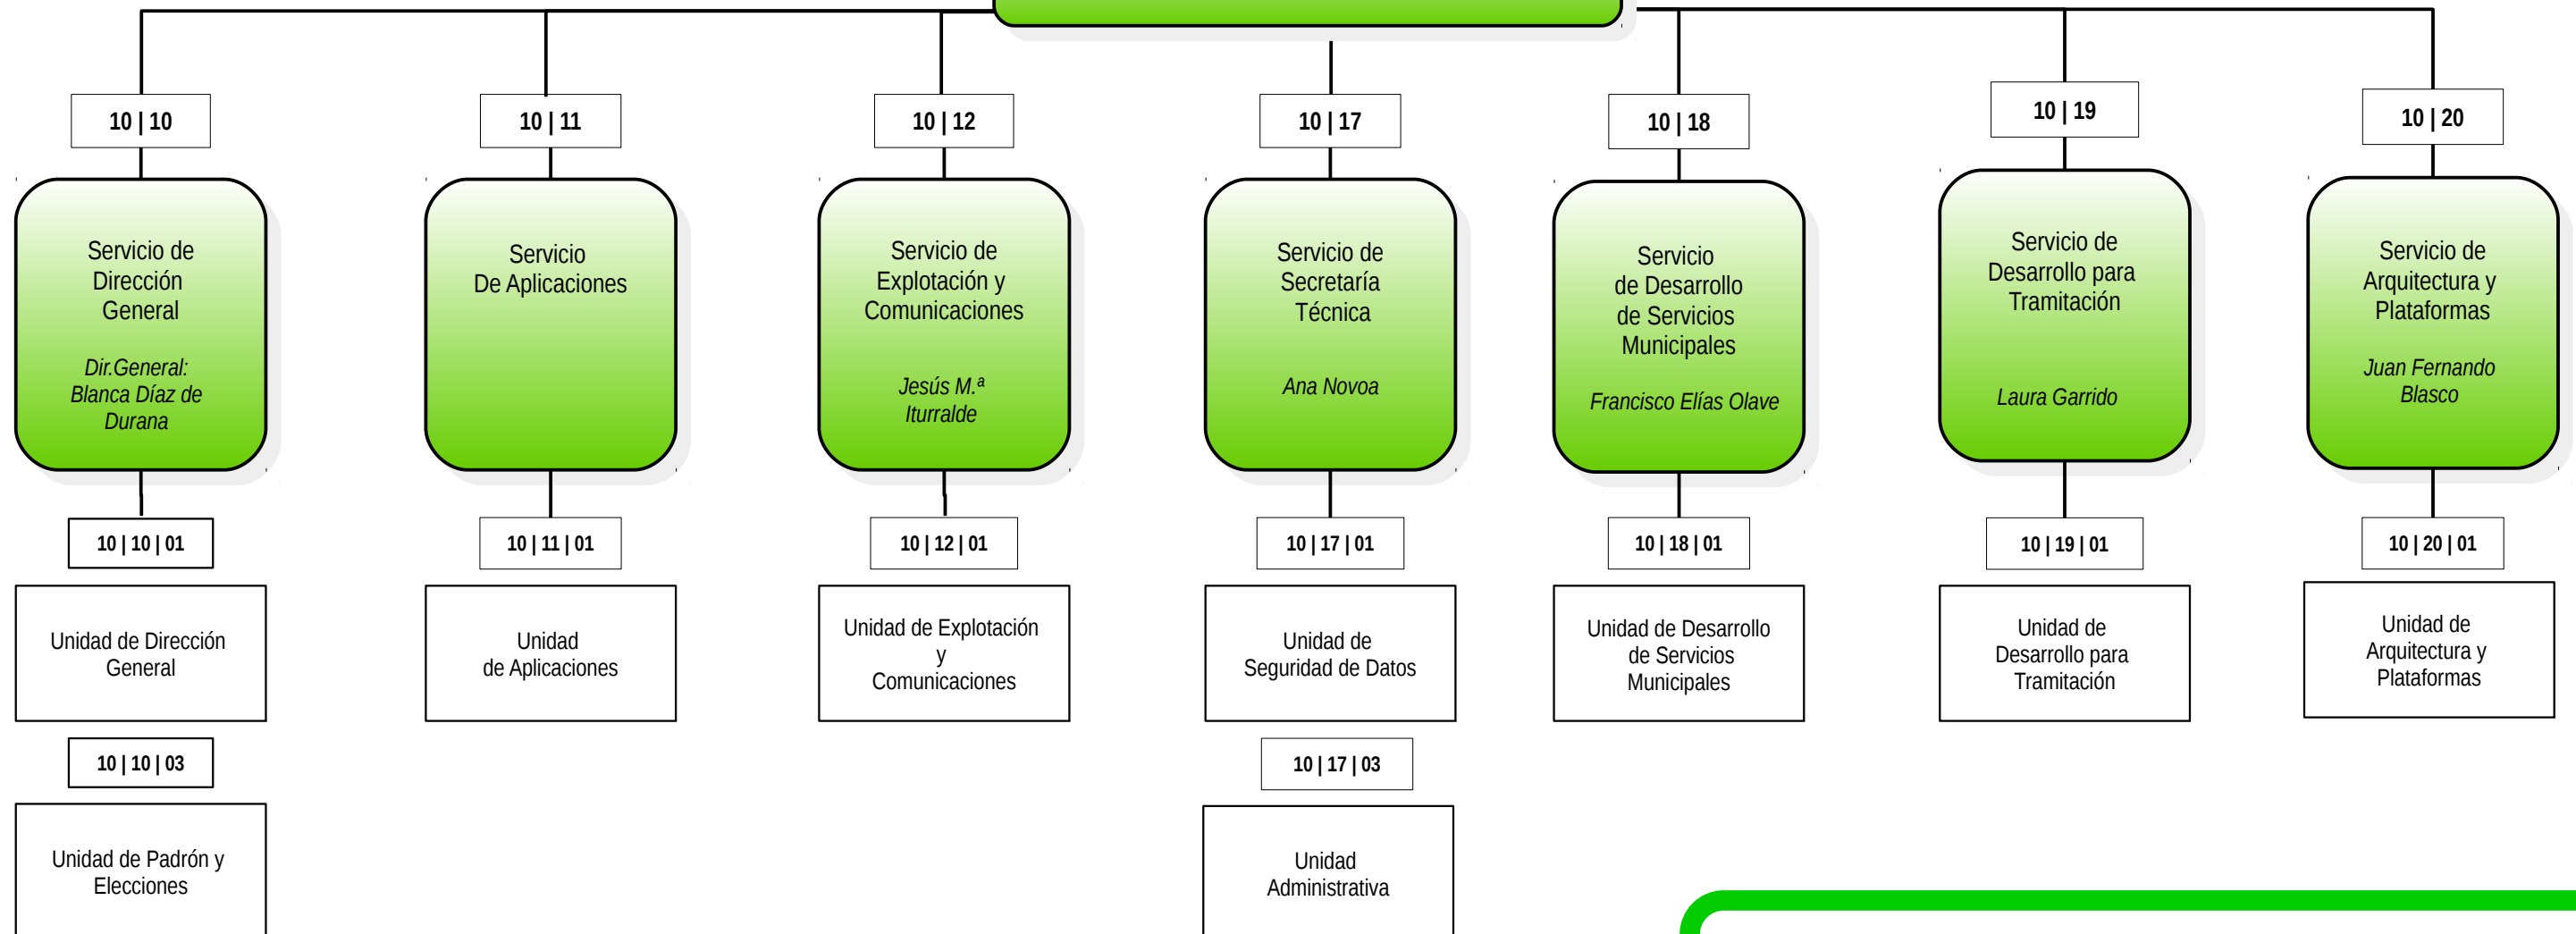 10 | 10
10 | 11
10 | 12
10 | 17
10 | 18
10 | 19
10 | 20
Servicio de
Dirección
General
Dir.General:
Blanca Díaz de
Durana
Servicio
De Aplicaciones
Servicio de
Explotación y
Comunicaciones
Jesús M.ª
Iturralde
Servicio de
Secretaría
Técnica
Ana Novoa
Servicio
de Desarrollo
de Servicios
Municipales
Francisco Elías Olave
Servicio de
Desarrollo para
Tramitación
Laura Garrido
Servicio de
Arquitectura y
Plataformas
Juan Fernando
Blasco
10 | 10 | 01
10 | 11 | 01
10 | 12 | 01
10 | 17 | 01
10 | 18 | 01
10 | 19 | 01
10 | 20 | 01
Unidad de Dirección
General
Unidad
de Aplicaciones
Unidad de Explotación
y
Comunicaciones
Unidad de
Seguridad de Datos
Unidad de Desarrollo
de Servicios
Municipales
Unidad de
Desarrollo para
Tramitación
Unidad de
Arquitectura y
Plataformas
10 | 10 | 03
10 | 17 | 03
Unidad de Padrón y
Elecciones
Unidad
Administrativa